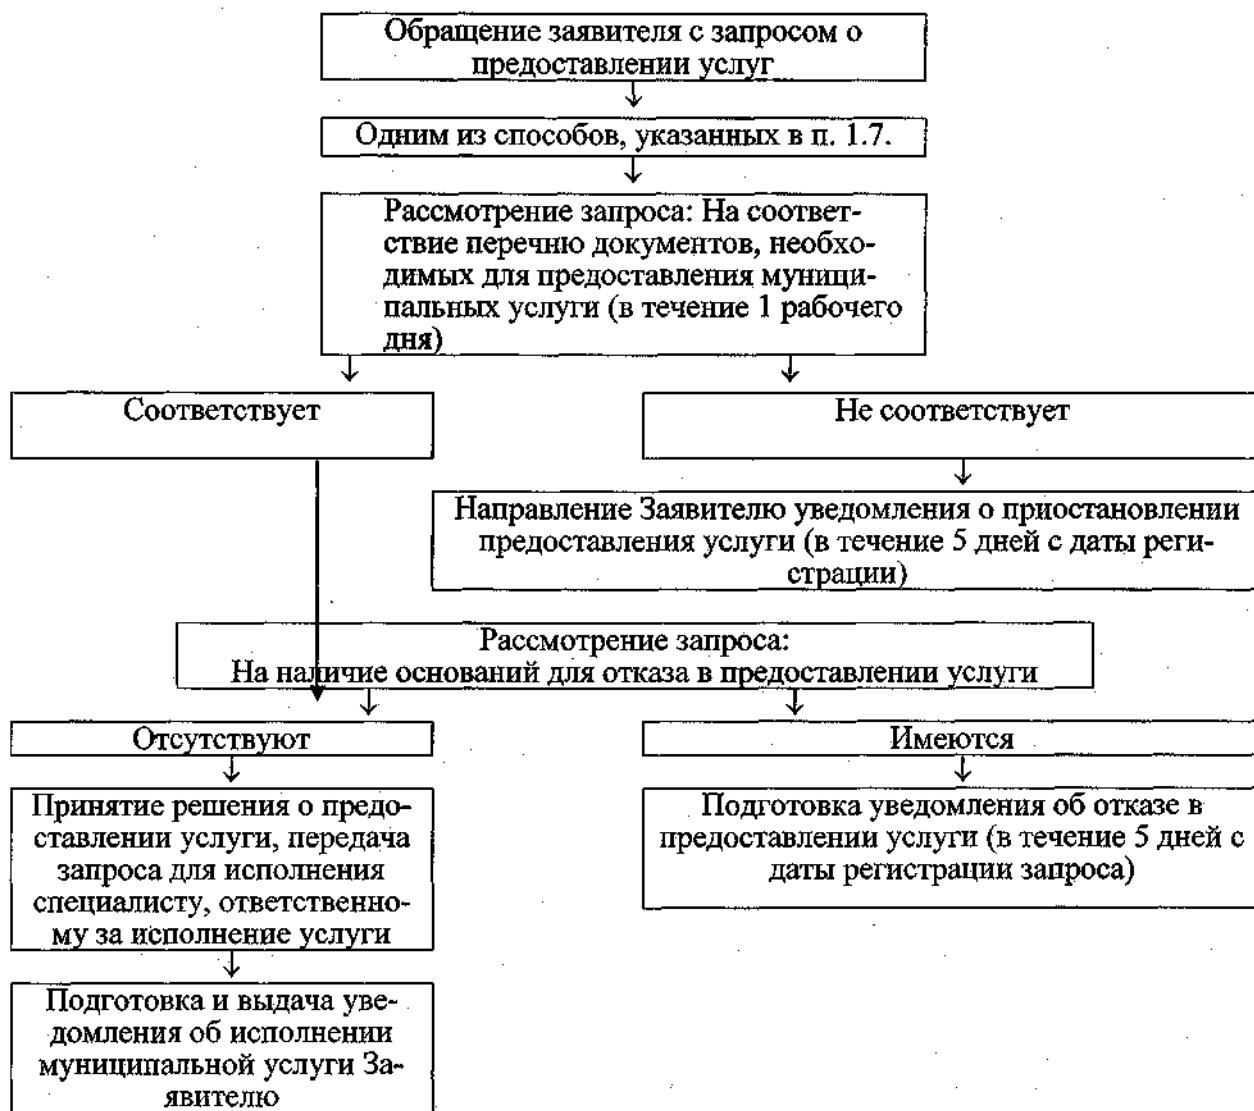 Обращение заявителя с запросом о
предоставлении услуг
Одним из способов, указанных в п. 1.7.
Рассмотрение запроса: На соответ-
ствие перечню документов, необхо-
димых для предоставления муници-
пальных услуги (в течение 1 рабочего
дня)
Соответствует
Не соответствует
Направление Заявителю уведомления о приостановлении
предоставления услуги (в течение 5 дней с даты реги-
страции)
Рассмотрение запроса:
На наличие оснований для отказа в предоставлении услуги
Отсутствуют
Имеются
Принятие решения о предо-
ставлении услуги, передача
запроса для исполнения
специалисту, ответственно-
му за исполнение услуги
Подготовка уведомления об отказе в
предоставлении услуги (в течение 5 дней с
даты регистрации запроса)
Подготовка и выдача уве-
домления об исполнении
муниципальной услуги За-
явителю